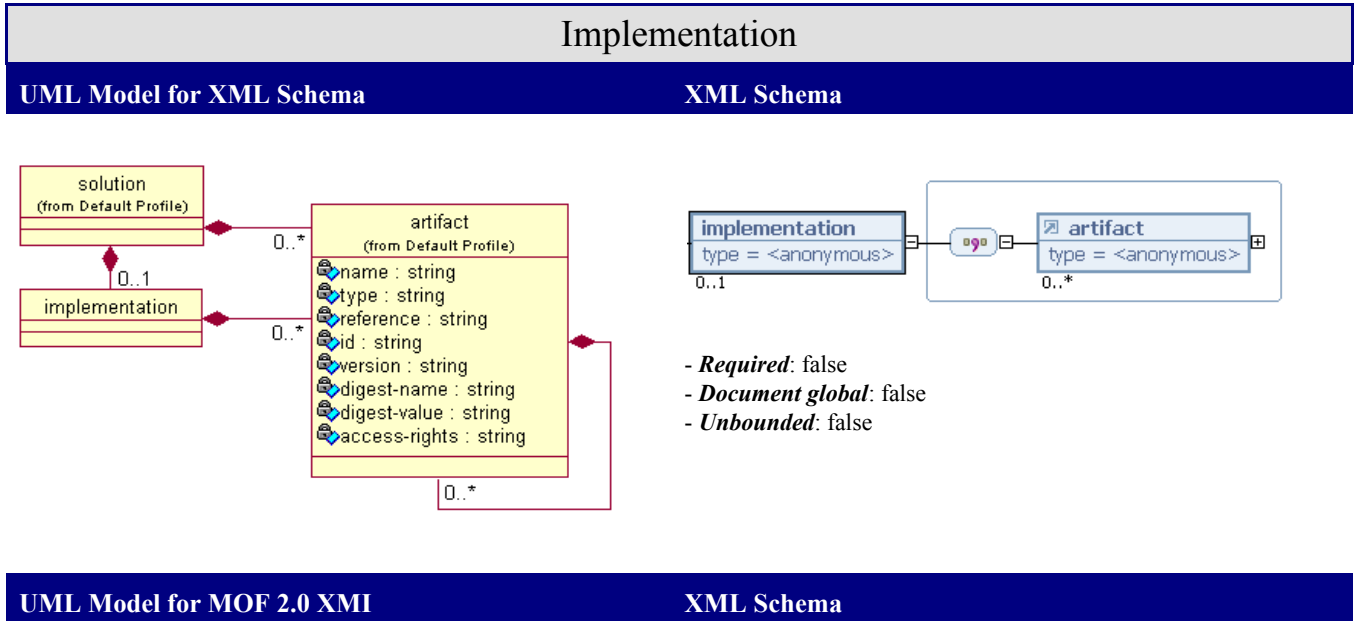 Implementation
UML Model for XML Schema
XML Schema
solution
(from Default Profile)
0..*
0..1
implementation
0..*
artifact
(from Default Profile)
name : string
type : string
reference : string
id : string
version : string
digest-name : string
digest-value : string
access-rights : string
0..*
implementation
type = <anonymous>
0..1
artifact
type = <anonymous>
0..*
- Required: false
- Document global: false
- Unbounded: false
UML Model for MOF 2.0 XMI
XML Schema